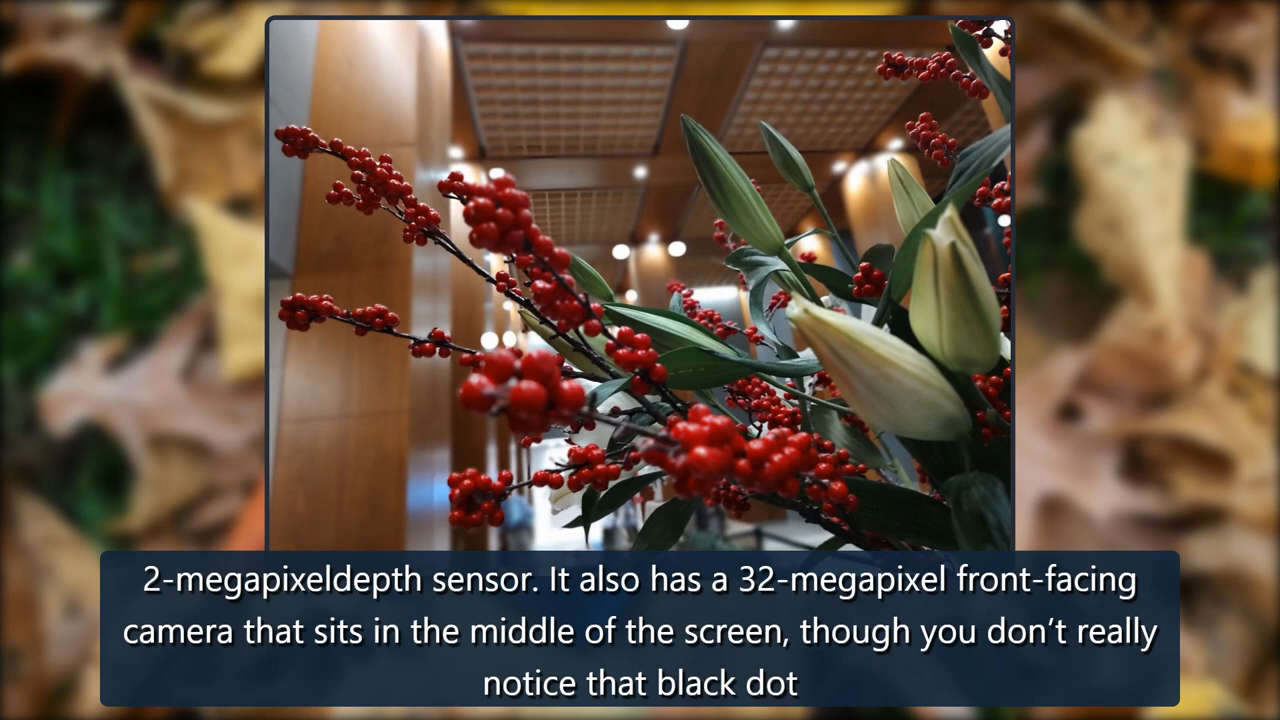 2-megapixeldepth sensor. It also has a 32-megapixel front-facing
camera that sits in the middle of the screen, though you don’t really
notice that black dot